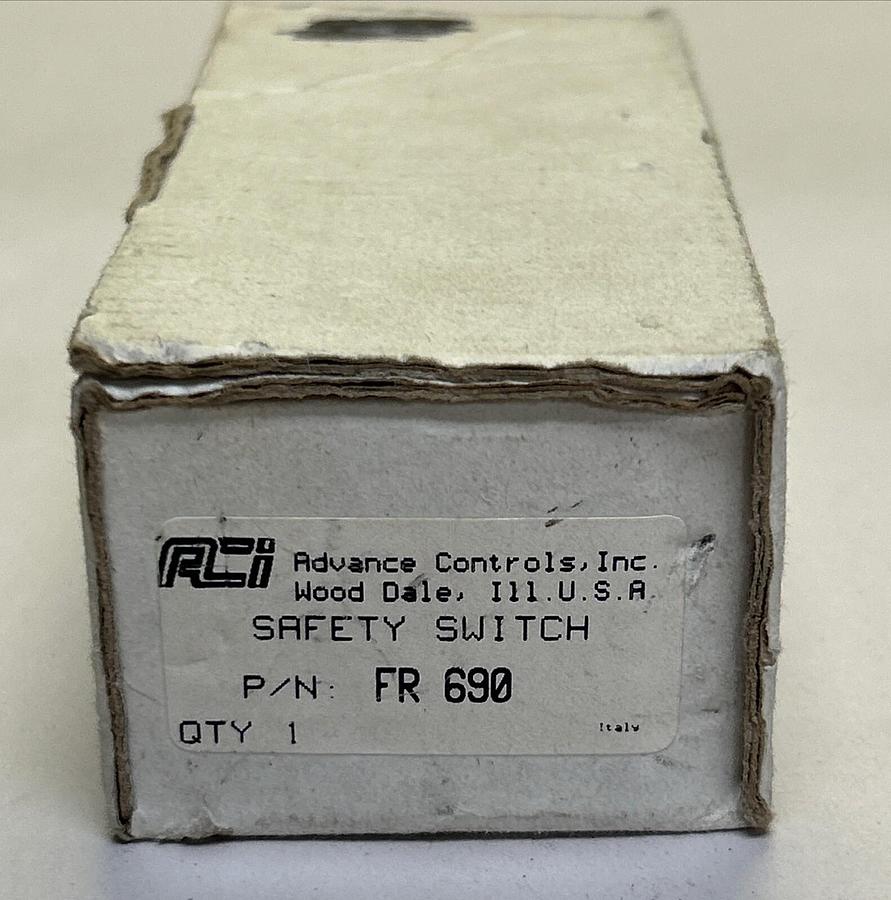 ACi Advance Controls, Inc.
Wood Dale, Ill.U.S.A.
SAFETY SWITCH
P/N: FR 690
QTY 1 Italy